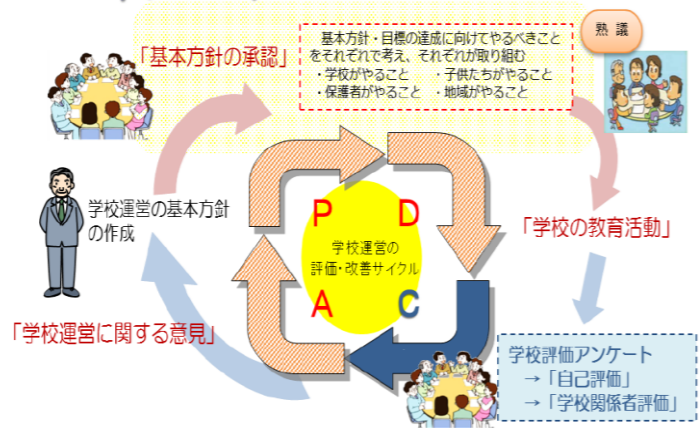 熟 議
「基本方針の承認」
基本方針・目標の達成に向けてやるべきこと
をそれぞれで考え、それぞれが取り組む
・学校がやること ・子供たちがやること
・保護者がやること ・地域がやること
学校運営の基本方針
の作成
P
D
学校運営の
評価・改善サイクル
A
C
「学校の教育活動」
「学校運営に関する意見」
学校評価アンケート
→「自己評価」
→「学校関係者評価」